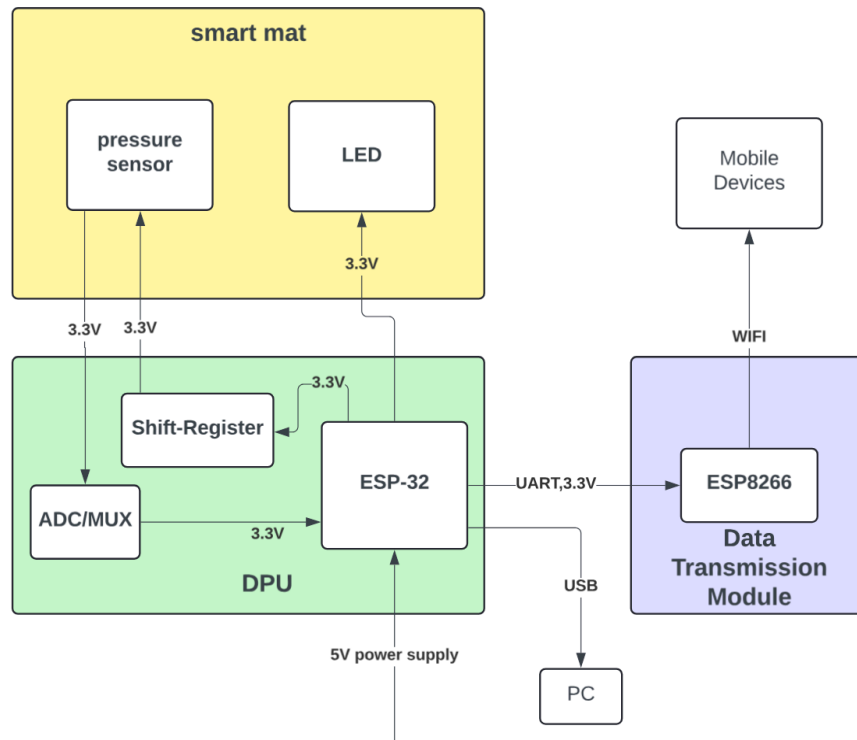 smart mat
pressure
sensor
LED
Mobile
Devices
3.3V
3.3V
3.3V
WIFI
3.3V
Shift-Register
ESP-32
UART,3.3V
ESP8266
ADC/MUX
3.3V
Data
Transmission
Module
DPU
USB
5V power supply
PC